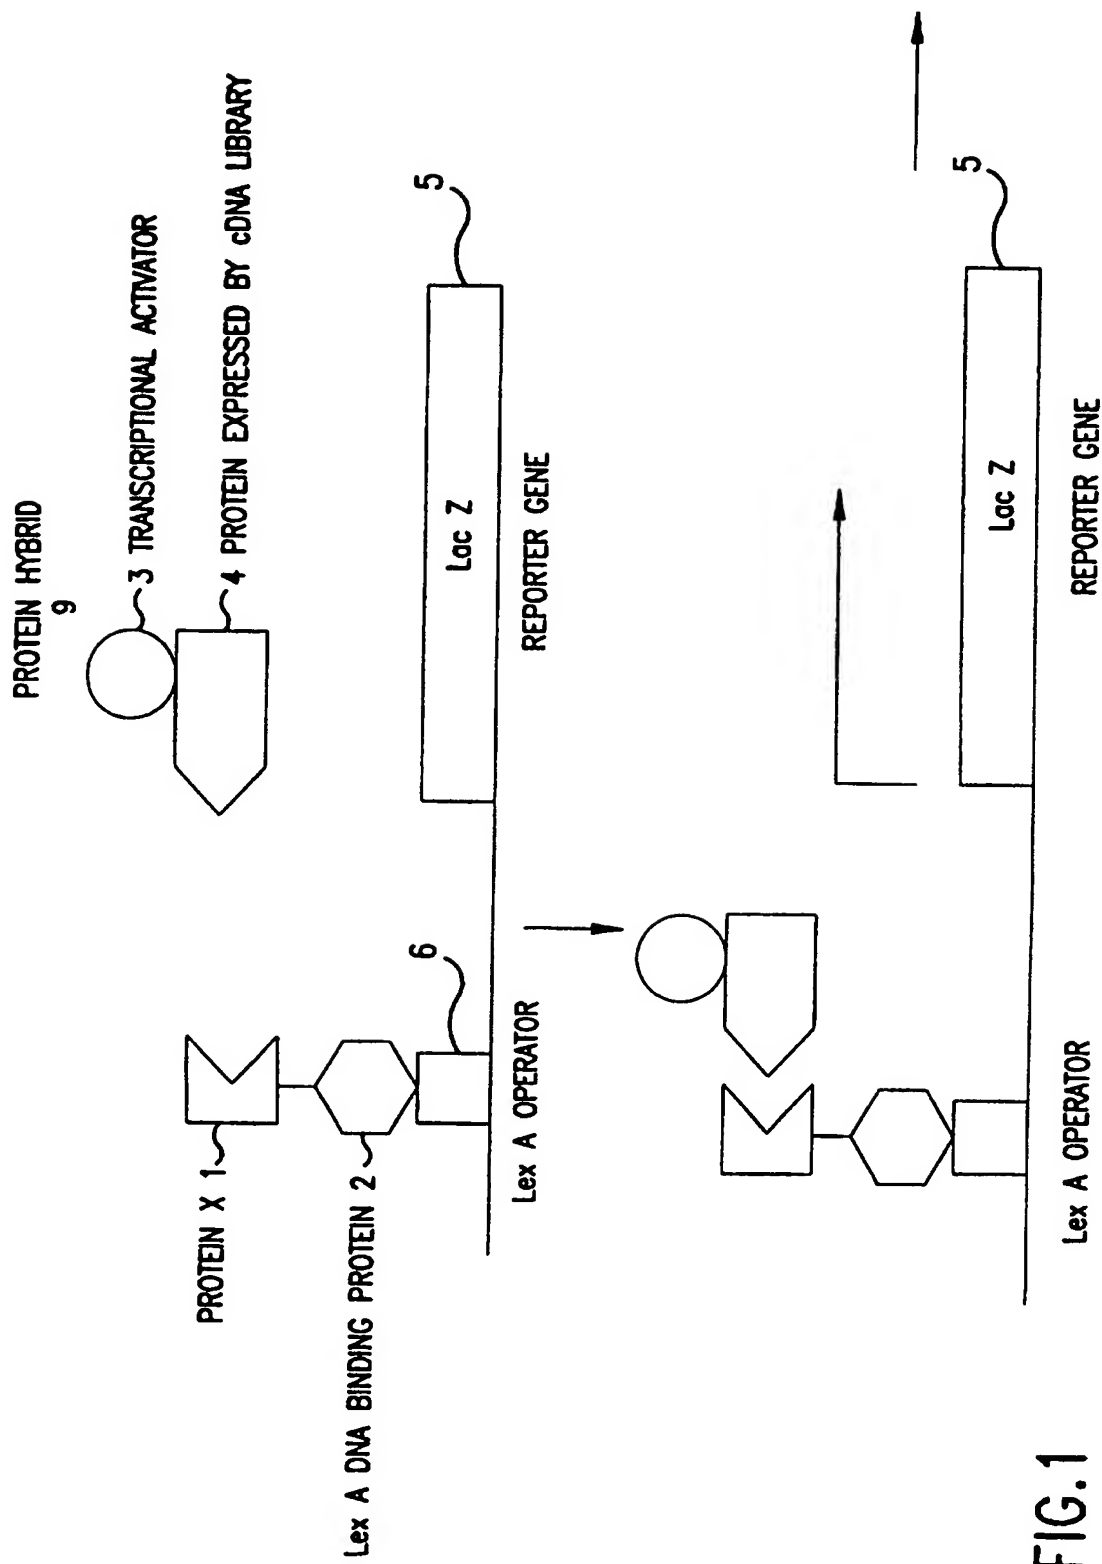 PROTEIN HYBRID
9
3 TRANSCRIPTIONAL ACTIVATOR
4 PROTEIN EXPRESSED BY cDNA LIBRARY
PROTEIN X 1
Lex A DNA BINDING PROTEIN 2
6
5
Lac Z
Lex A OPERATOR
REPORTER GENE
5
Lac Z
Lex A OPERATOR
REPORTER GENE
FIG.1